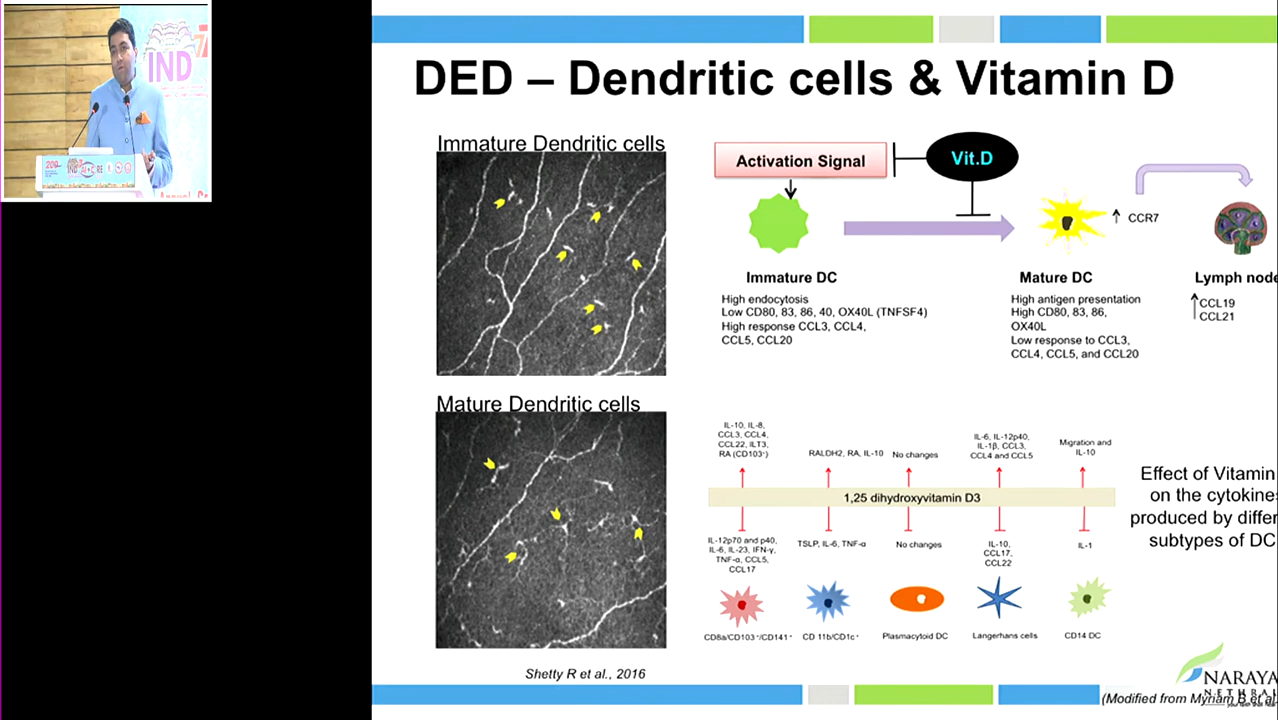 IND
DED – Dendritic cells & Vitamin D
Immature Dendritic cells
Activation Signal
Vit.D
CCR7
Immature DC
Mature DC
Lymph node
High endocytosis
Low CD80, 83, 86, 40, OX40L (TNFSF4)
High response CCL3, CCL4,
CCL5, CCL20
High antigen presentation
High CD80, 83, 86,
OX40L
Low response to CCL3,
CCL4, CCL5, and CCL20
CCL19
CCL21
Mature Dendritic cells
IL-10, IL-8,
CCL3, CCL4,
CCL22, ILT3,
RA (CD103⁺)
RALDH2, RA, IL-10
No changes
IL-6, IL-12p40,
IL-1β, CCL3,
CCL4 and CCL5
Migration and
IL-10
1,25 dihydroxyvitamin D3
IL-12p70 and p40,
IL-6, IL-23, IFN-γ,
TNF-α, CCL5,
CCL17
TSLP, IL-6, TNF-α
No changes
IL-10,
CCL17,
CCL22
IL-1
Effect of Vitamin
on the cytokines
produced by differ
subtypes of DC
CD8a/CD103⁺/CD141⁺
CD 11b/CD1c⁺
Plasmacytoid DC
Langerhans cells
CD14 DC
Shetty R et al., 2016
NARAYA
NETHRAL
(Modified from Myriam B et al